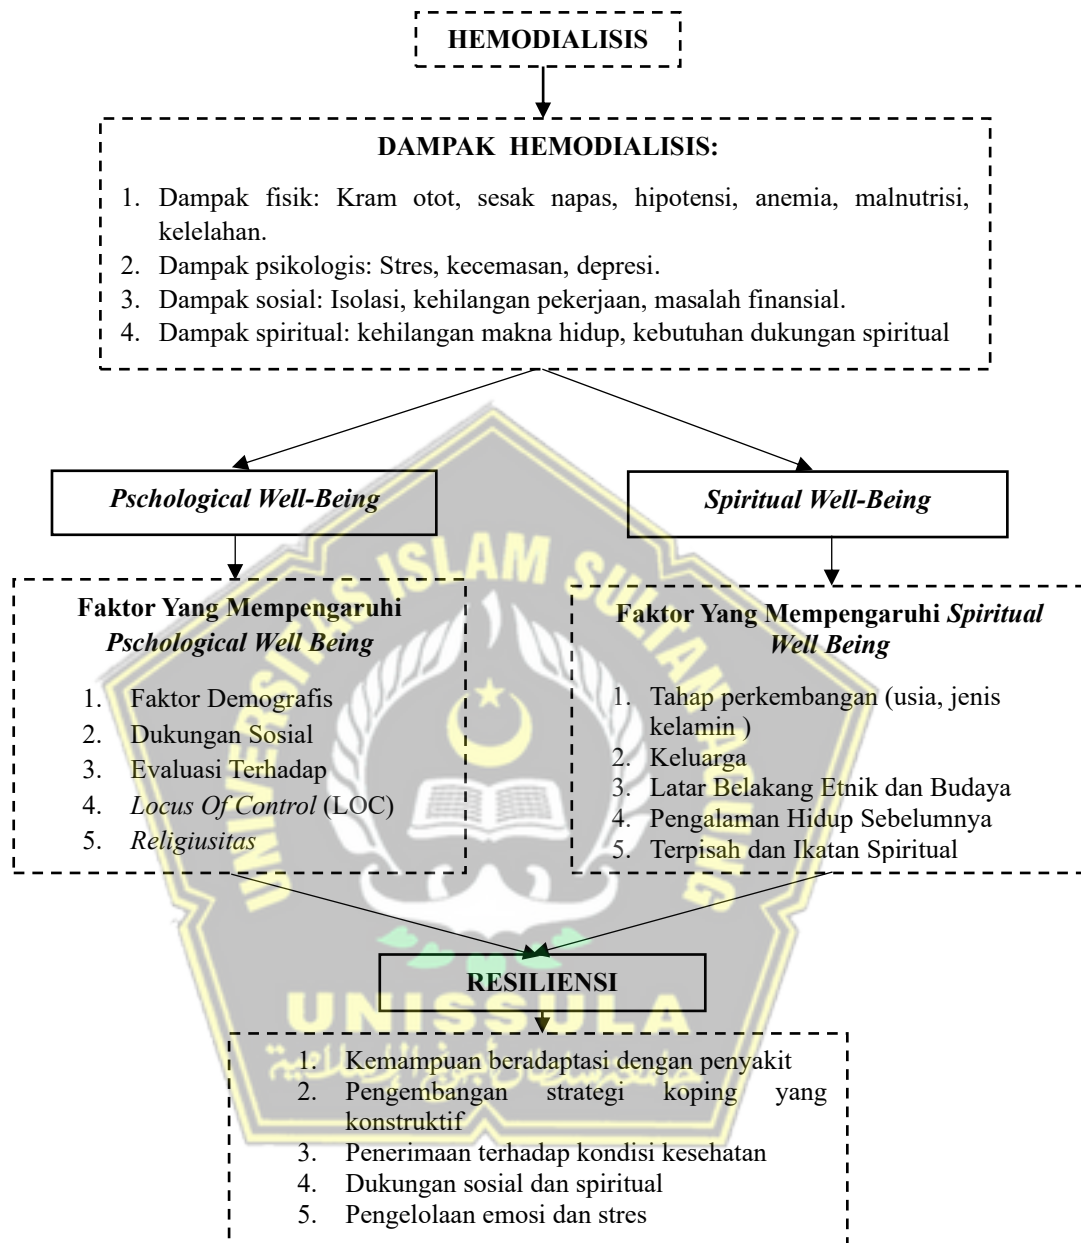 HEMODIALISIS
DAMPAK HEMODIALISIS:
1. Dampak fisik: Kram otot, sesak napas, hipotensi, anemia, malnutrisi,
kelelahan.
2. Dampak psikologis: Stres, kecemasan, depresi.
3. Dampak sosial: Isolasi, kehilangan pekerjaan, masalah finansial.
4. Dampak spiritual: kehilangan makna hidup, kebutuhan dukungan spiritual
Pschological Well-Being
Spiritual Well-Being
Faktor Yang Mempengaruhi
Pschological Well Being
1. Faktor Demografis
2. Dukungan Sosial
3. Evaluasi Terhadap
4. Locus Of Control (LOC)
5. Religiusitas
Faktor Yang Mempengaruhi Spiritual
Well Being
1. Tahap perkembangan (usia, jenis
kelamin )
2. Keluarga
3. Latar Belakang Etnik dan Budaya
4. Pengalaman Hidup Sebelumnya
5. Terpisah dan Ikatan Spiritual
UNIVERSITAS ISLAM SULTAN AGUNG
RESILIENSI
UNISSULA
1. Kemampuan beradaptasi dengan penyakit
2. Pengembangan strategi koping yang
konstruktif
3. Penerimaan terhadap kondisi kesehatan
4. Dukungan sosial dan spiritual
5. Pengelolaan emosi dan stres